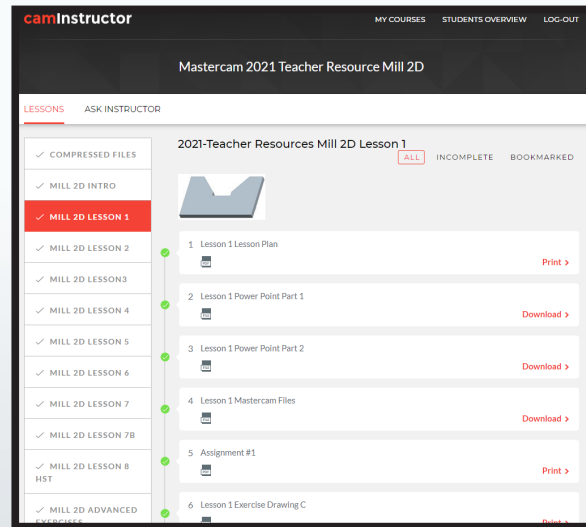 camInstructor
MY COURSES STUDENTS OVERVIEW LOG-OUT
Mastercam 2021 Teacher Resource Mill 2D
LESSONS ASK INSTRUCTOR
COMPRESSED FILES
MILL 2D INTRO
MILL 2D LESSON 1
MILL 2D LESSON 2
MILL 2D LESSON3
MILL 2D LESSON 4
MILL 2D LESSON 5
MILL 2D LESSON 6
MILL 2D LESSON 7
MILL 2D LESSON 7B
MILL 2D LESSON 8
HST
MILL 2D ADVANCED
EXERCISES
2021-Teacher Resources Mill 2D Lesson 1
ALL INCOMPLETE BOOKMARKED
1 Lesson 1 Lesson Plan
PDF
Print >
2 Lesson 1 Power Point Part 1
Download >
3 Lesson 1 Power Point Part 2
Download >
4 Lesson 1 Mastercam Files
Download >
5 Assignment #1
PDF
Print >
6 Lesson 1 Exercise Drawing C
Print >